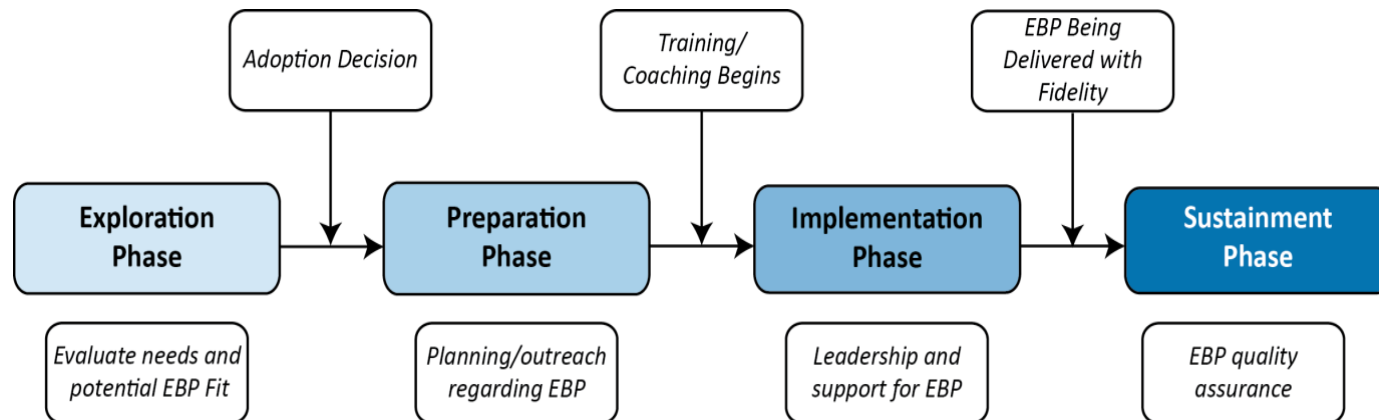 Adoption Decision
Training/
Coaching Begins
EBP Being
Delivered with
Fidelity
Exploration
Phase
Preparation
Phase
Implementation
Phase
Sustainment
Phase
Evaluate needs and
potential EBP Fit
Planning/outreach
regarding EBP
Leadership and
support for EBP
EBP quality
assurance